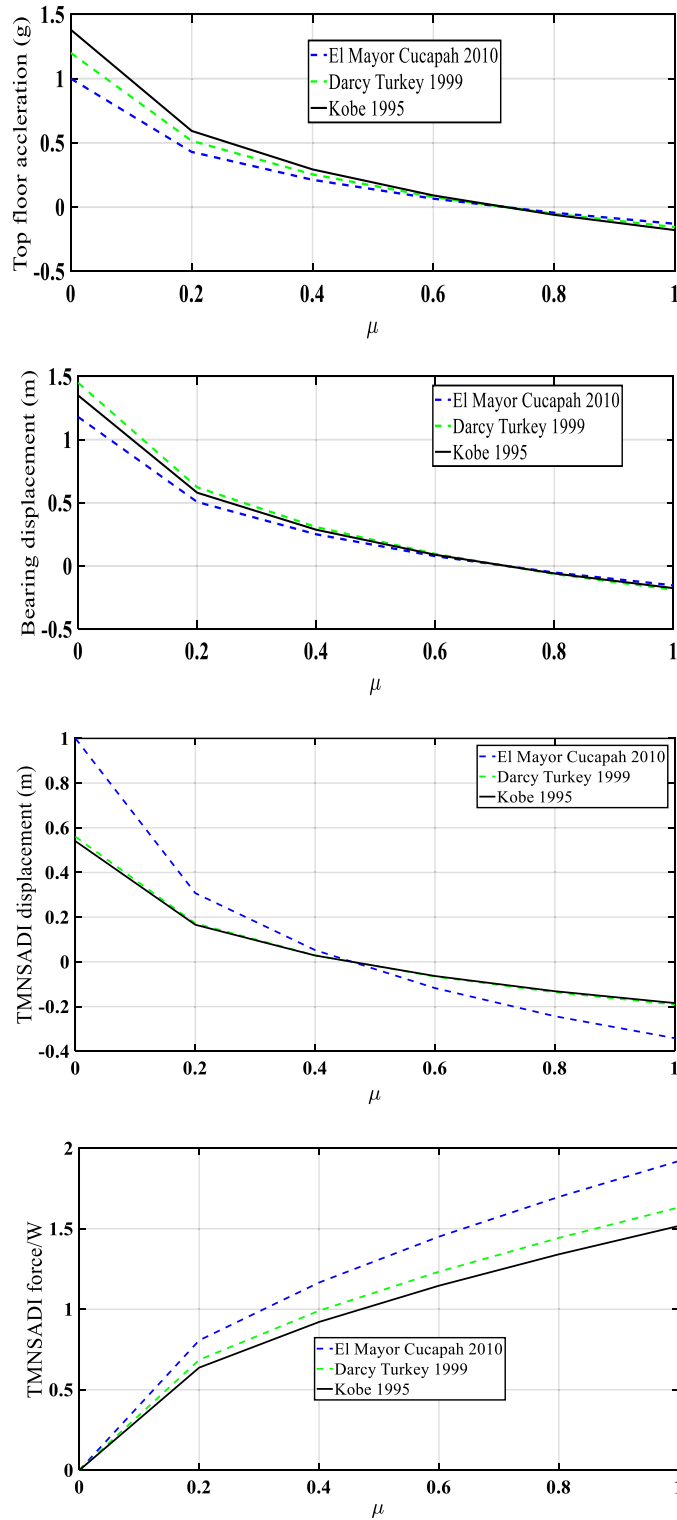 1.5
1
0.5
0
-0.5
Top floor accleration (g)
El Mayor Cucapah 2010
Darcy Turkey 1999
Kobe 1995
0 0.2 0.4 0.6 0.8 1
μ
1.5
1
0.5
0
-0.5
Bearing displacement (m)
El Mayor Cucapah 2010
Darcy Turkey 1999
Kobe 1995
0 0.2 0.4 0.6 0.8 1
μ
1
0.8
0.6
0.4
0.2
0
-0.2
-0.4
TMNSADI displacement (m)
El Mayor Cucapah 2010
Darcy Turkey 1999
Kobe 1995
0 0.2 0.4 0.6 0.8 1
μ
2
1.5
1
0.5
0
TMNSADI force/W
El Mayor Cucapah 2010
Darcy Turkey 1999
Kobe 1995
0 0.2 0.4 0.6 0.8 1
μ